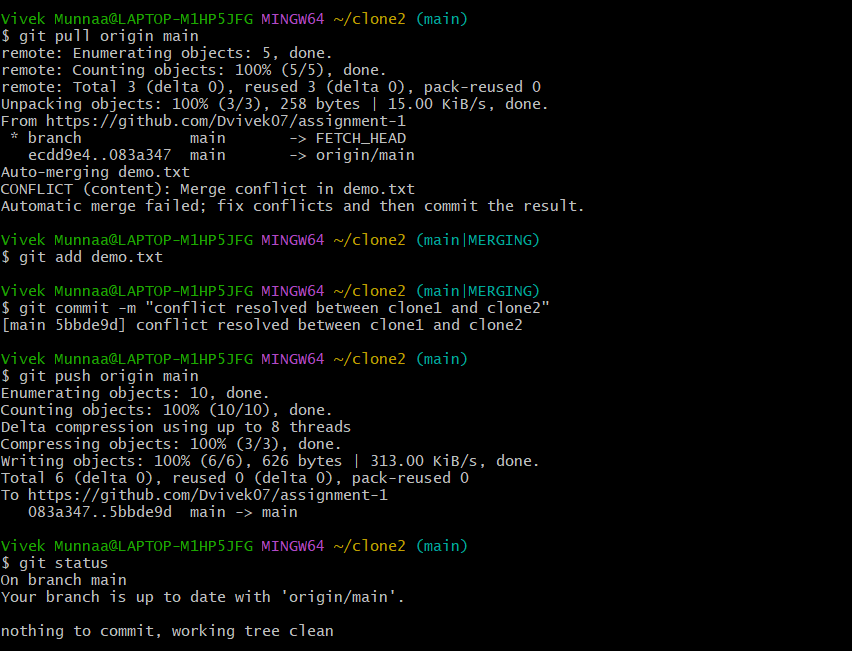 Vivek Munnaa@LAPTOP-M1HP5JFG MINGW64 ~/clone2 (main)
$ git pull origin main
remote: Enumerating objects: 5, done.
remote: Counting objects: 100% (5/5), done.
remote: Total 3 (delta 0), reused 3 (delta 0), pack-reused 0
Unpacking objects: 100% (3/3), 258 bytes | 15.00 KiB/s, done.
From https://github.com/Dvivek07/assignment-1
 * branch            main       -> FETCH_HEAD
   ecdd9e4..083a347  main       -> origin/main
Auto-merging demo.txt
CONFLICT (content): Merge conflict in demo.txt
Automatic merge failed; fix conflicts and then commit the result.
Vivek Munnaa@LAPTOP-M1HP5JFG MINGW64 ~/clone2 (main|MERGING)
$ git add demo.txt
Vivek Munnaa@LAPTOP-M1HP5JFG MINGW64 ~/clone2 (main|MERGING)
$ git commit -m "conflict resolved between clone1 and clone2"
[main 5bbde9d] conflict resolved between clone1 and clone2
Vivek Munnaa@LAPTOP-M1HP5JFG MINGW64 ~/clone2 (main)
$ git push origin main
Enumerating objects: 10, done.
Counting objects: 100% (10/10), done.
Delta compression using up to 8 threads
Compressing objects: 100% (3/3), done.
Writing objects: 100% (6/6), 626 bytes | 313.00 KiB/s, done.
Total 6 (delta 0), reused 0 (delta 0), pack-reused 0
To https://github.com/Dvivek07/assignment-1
   083a347..5bbde9d  main -> main
Vivek Munnaa@LAPTOP-M1HP5JFG MINGW64 ~/clone2 (main)
$ git status
On branch main
Your branch is up to date with 'origin/main'.
nothing to commit, working tree clean